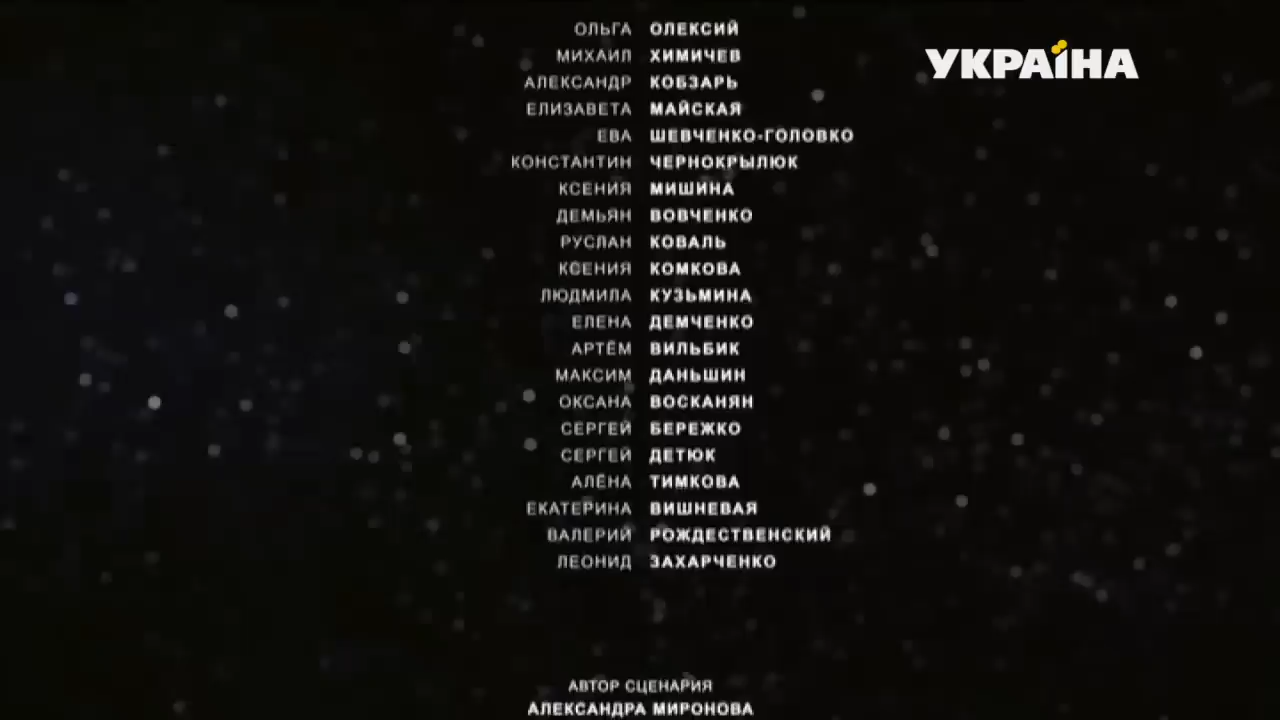 ОЛЬГА ОЛЕКСИЙ
УКРАЇНА
МИХАИЛ ХИМИЧЕВ
АЛЕКСАНДР КОБЗАРЬ
ЕЛИЗАВЕТА МАЙСКАЯ
ЕВА ШЕВЧЕНКО-ГОЛОВКО
КОНСТАНТИН ЧЕРНОКРЫЛЮК
КСЕНИЯ МИШИНА
ДЕМЬЯН ВОВЧЕНКО
РУСЛАН КОВАЛЬ
КСЕНИЯ КОМКОВА
ЛЮДМИЛА КУЗЬМИНА
ЕЛЕНА ДЕМЧЕНКО
АРТЁМ ВИЛЬБИК
МАКСИМ ДАНЬШИН
ОКСАНА ВОСКАНЯН
СЕРГЕЙ БЕРЕЖКО
СЕРГЕЙ ДЕТЮК
АЛЁНА ТИМКОВА
ЕКАТЕРИНА ВИШНЕВАЯ
ВАЛЕРИЙ РОЖДЕСТВЕНСКИЙ
ЛЕОНИД ЗАХАРЧЕНКО
АВТОР СЦЕНАРИЯ
АЛЕКСАНДРА МИРОНОВА